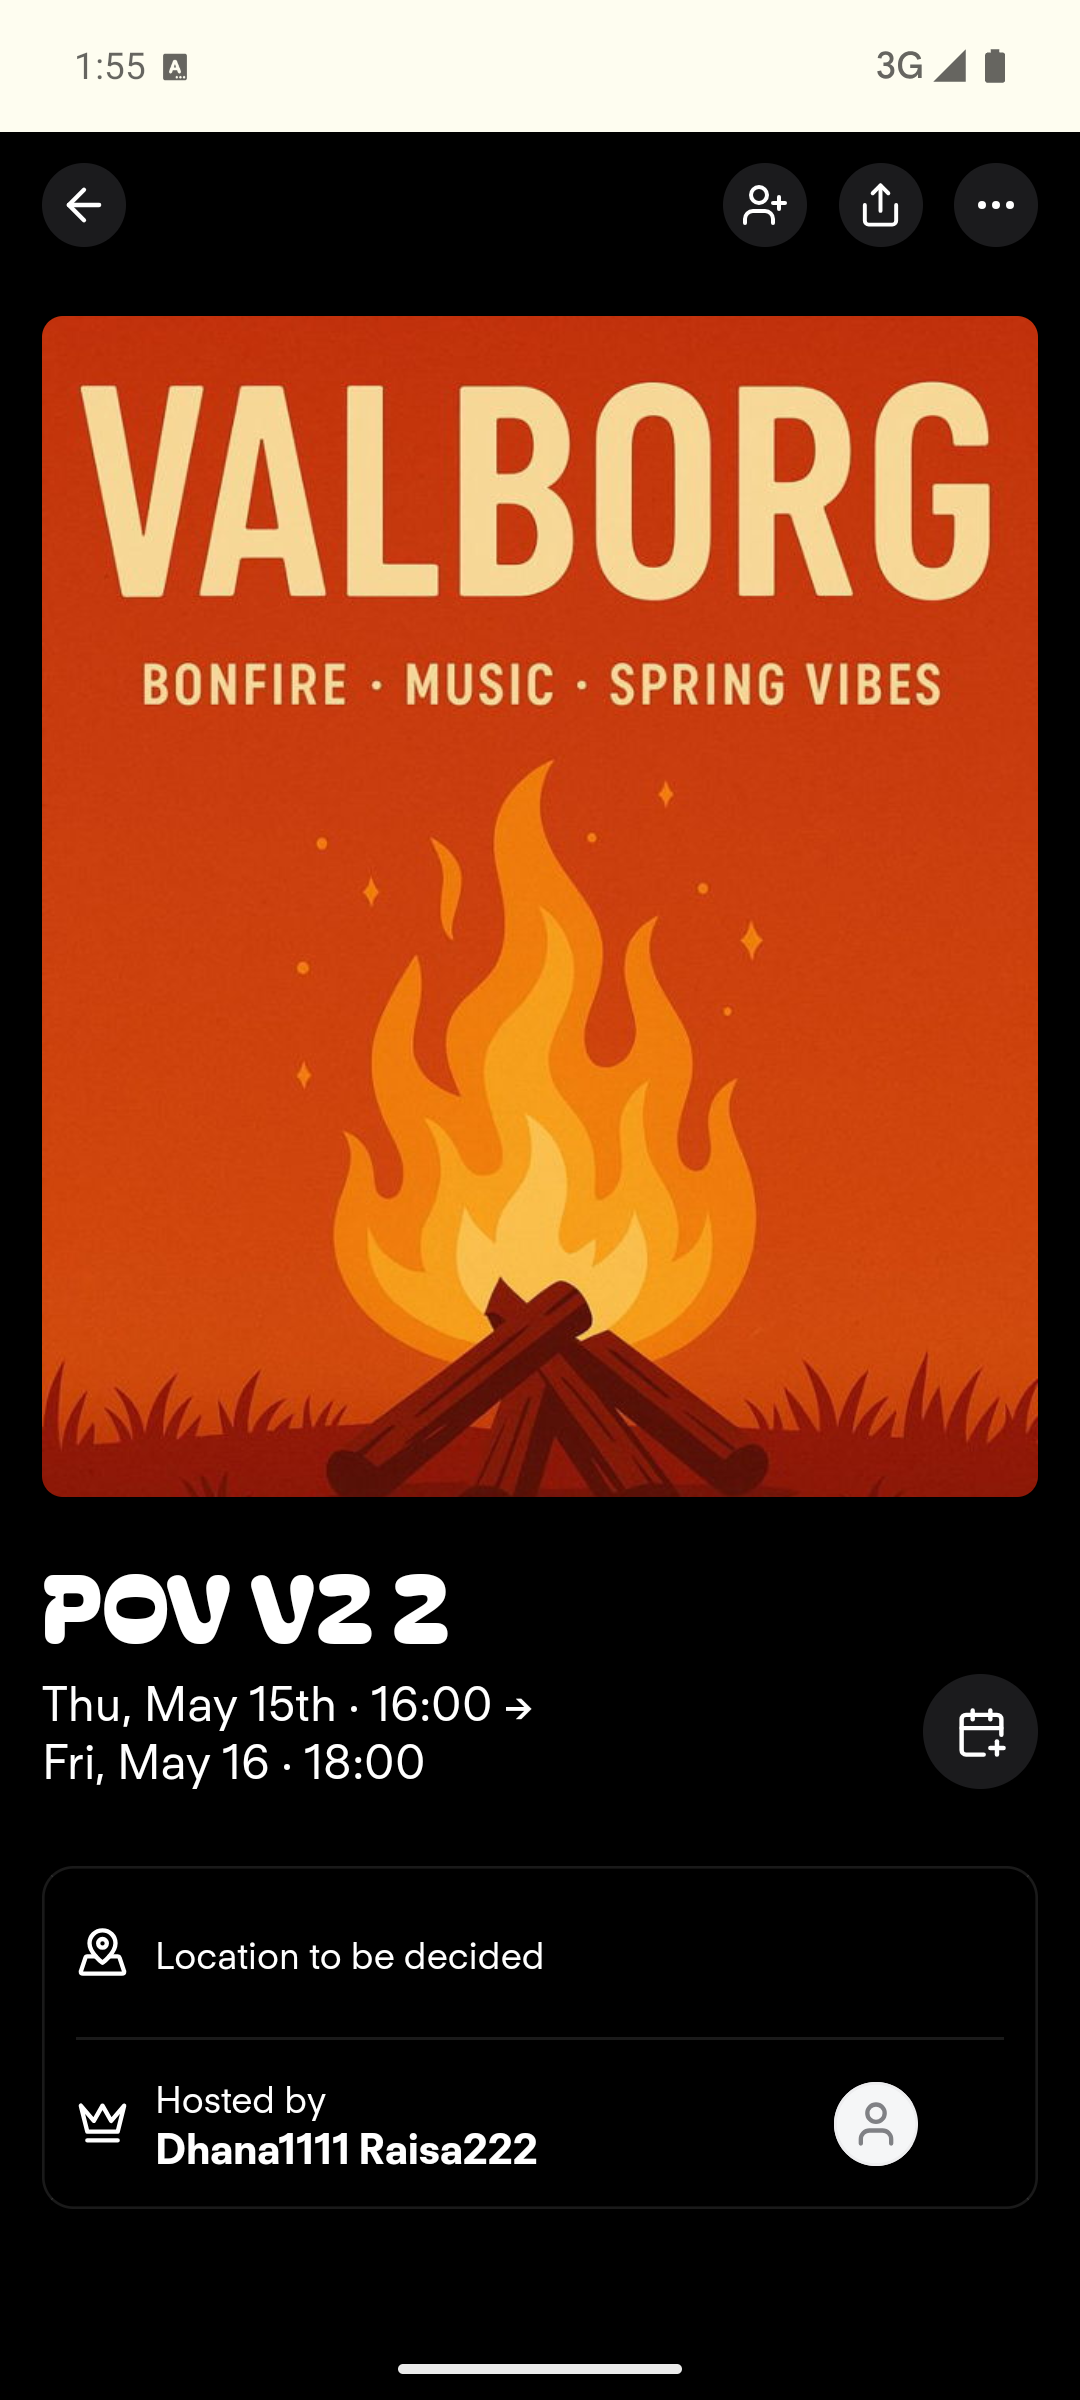 1:55
3G
VALBORG
BONFIRE · MUSIC · SPRING VIBES
POV V2 2
Thu, May 15th · 16:00 →
Fri, May 16 · 18:00
Location to be decided
Hosted by
Dhana1111 Raisa222